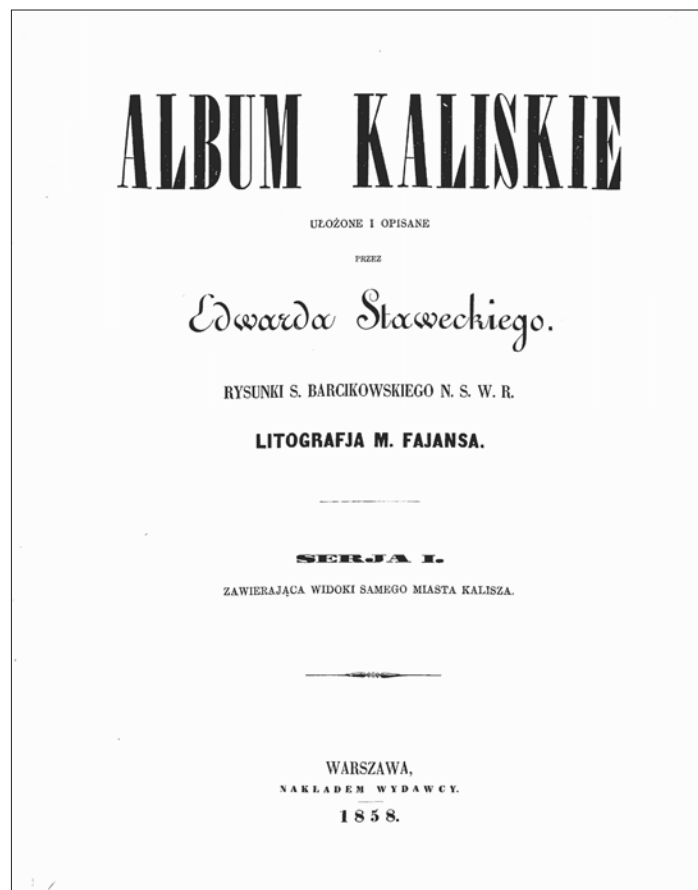 ALBUM KALISKIE
UŁOŻONE I OPISANE
PRZEZ
Edwarda Staweckiego.
RYSUNKI S. BARCIKOWSKIEGO N. S. W. R.
LITOGRAFJA M. FAJANSA.
SERJA I.
ZAWIERAJĄCA WIDOKI SAMEGO MIASTA KALISZA.
WARSZAWA,
NAKŁADEM WYDAWCY.
1858.